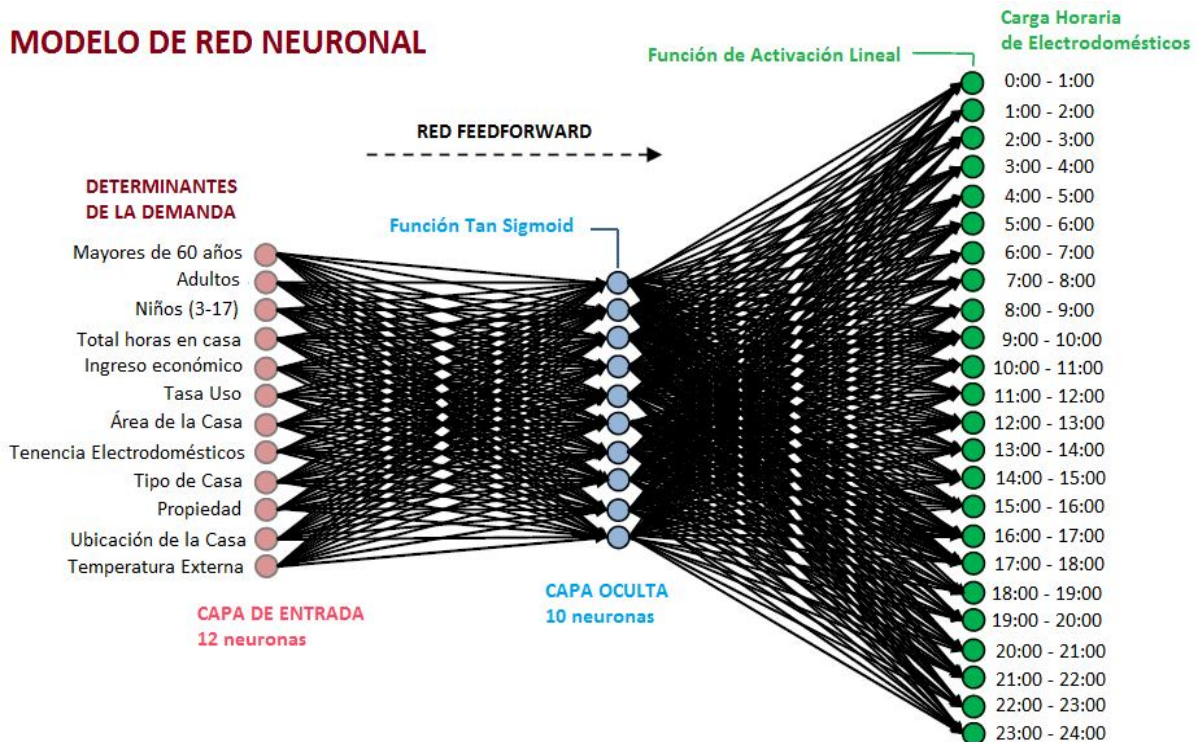 MODELO DE RED NEURONAL
Carga Horaria
de Electrodomésticos
Función de Activación Lineal
RED FEEDFORWARD
DETERMINANTES
DE LA DEMANDA
Función Tan Sigmoid
Mayores de 60 años
Adultos
Niños (3-17)
Total horas en casa
Ingreso económico
Tasa Uso
Área de la Casa
Tenencia Electrodomésticos
Tipo de Casa
Propiedad
Ubicación de la Casa
Temperatura Externa
CAPA DE ENTRADA
12 neuronas
CAPA OCULTA
10 neuronas
0:00 - 1:00
1:00 - 2:00
2:00 - 3:00
3:00 - 4:00
4:00 - 5:00
5:00 - 6:00
6:00 - 7:00
7:00 - 8:00
8:00 - 9:00
9:00 - 10:00
10:00 - 11:00
11:00 - 12:00
12:00 - 13:00
13:00 - 14:00
14:00 - 15:00
15:00 - 16:00
16:00 - 17:00
17:00 - 18:00
18:00 - 19:00
19:00 - 20:00
20:00 - 21:00
21:00 - 22:00
22:00 - 23:00
23:00 - 24:00